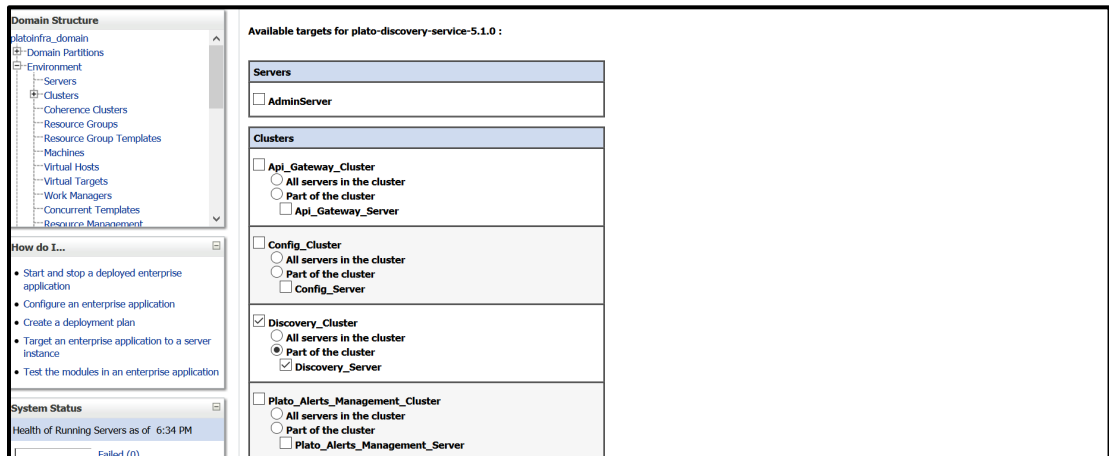 Domain Structure
platoinfra_domain
Domain Partitions
Environment
Servers
Clusters
Coherence Clusters
Resource Groups
Resource Group Templates
Machines
Virtual Hosts
Virtual Targets
Work Managers
Concurrent Templates
Resource Management
How do I...
Start and stop a deployed enterprise
application
Configure an enterprise application
Create a deployment plan
Target an enterprise application to a server
instance
Test the modules in an enterprise application
System Status
Health of Running Servers as of 6:34 PM
Failed (0)
Available targets for plato-discovery-service-5.1.0 :
Servers
AdminServer
Clusters
Api_Gateway_Cluster
All servers in the cluster
Part of the cluster
Api_Gateway_Server
Config_Cluster
All servers in the cluster
Part of the cluster
Config_Server
Discovery_Cluster
All servers in the cluster
Part of the cluster
Discovery_Server
Plato_Alerts_Management_Cluster
All servers in the cluster
Part of the cluster
Plato_Alerts_Management_Server